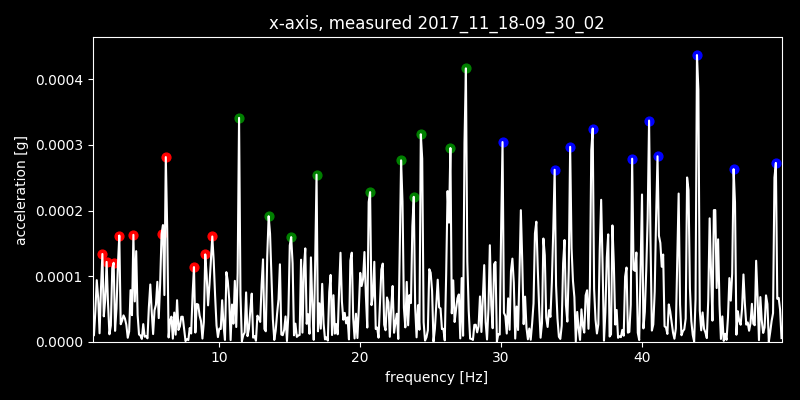 x-axis, measured 2017_11_18-09_30_02
0.0004
0.0003
0.0002
0.0001
0.0000
acceleration [g]
10 20 30 40
frequency [Hz]